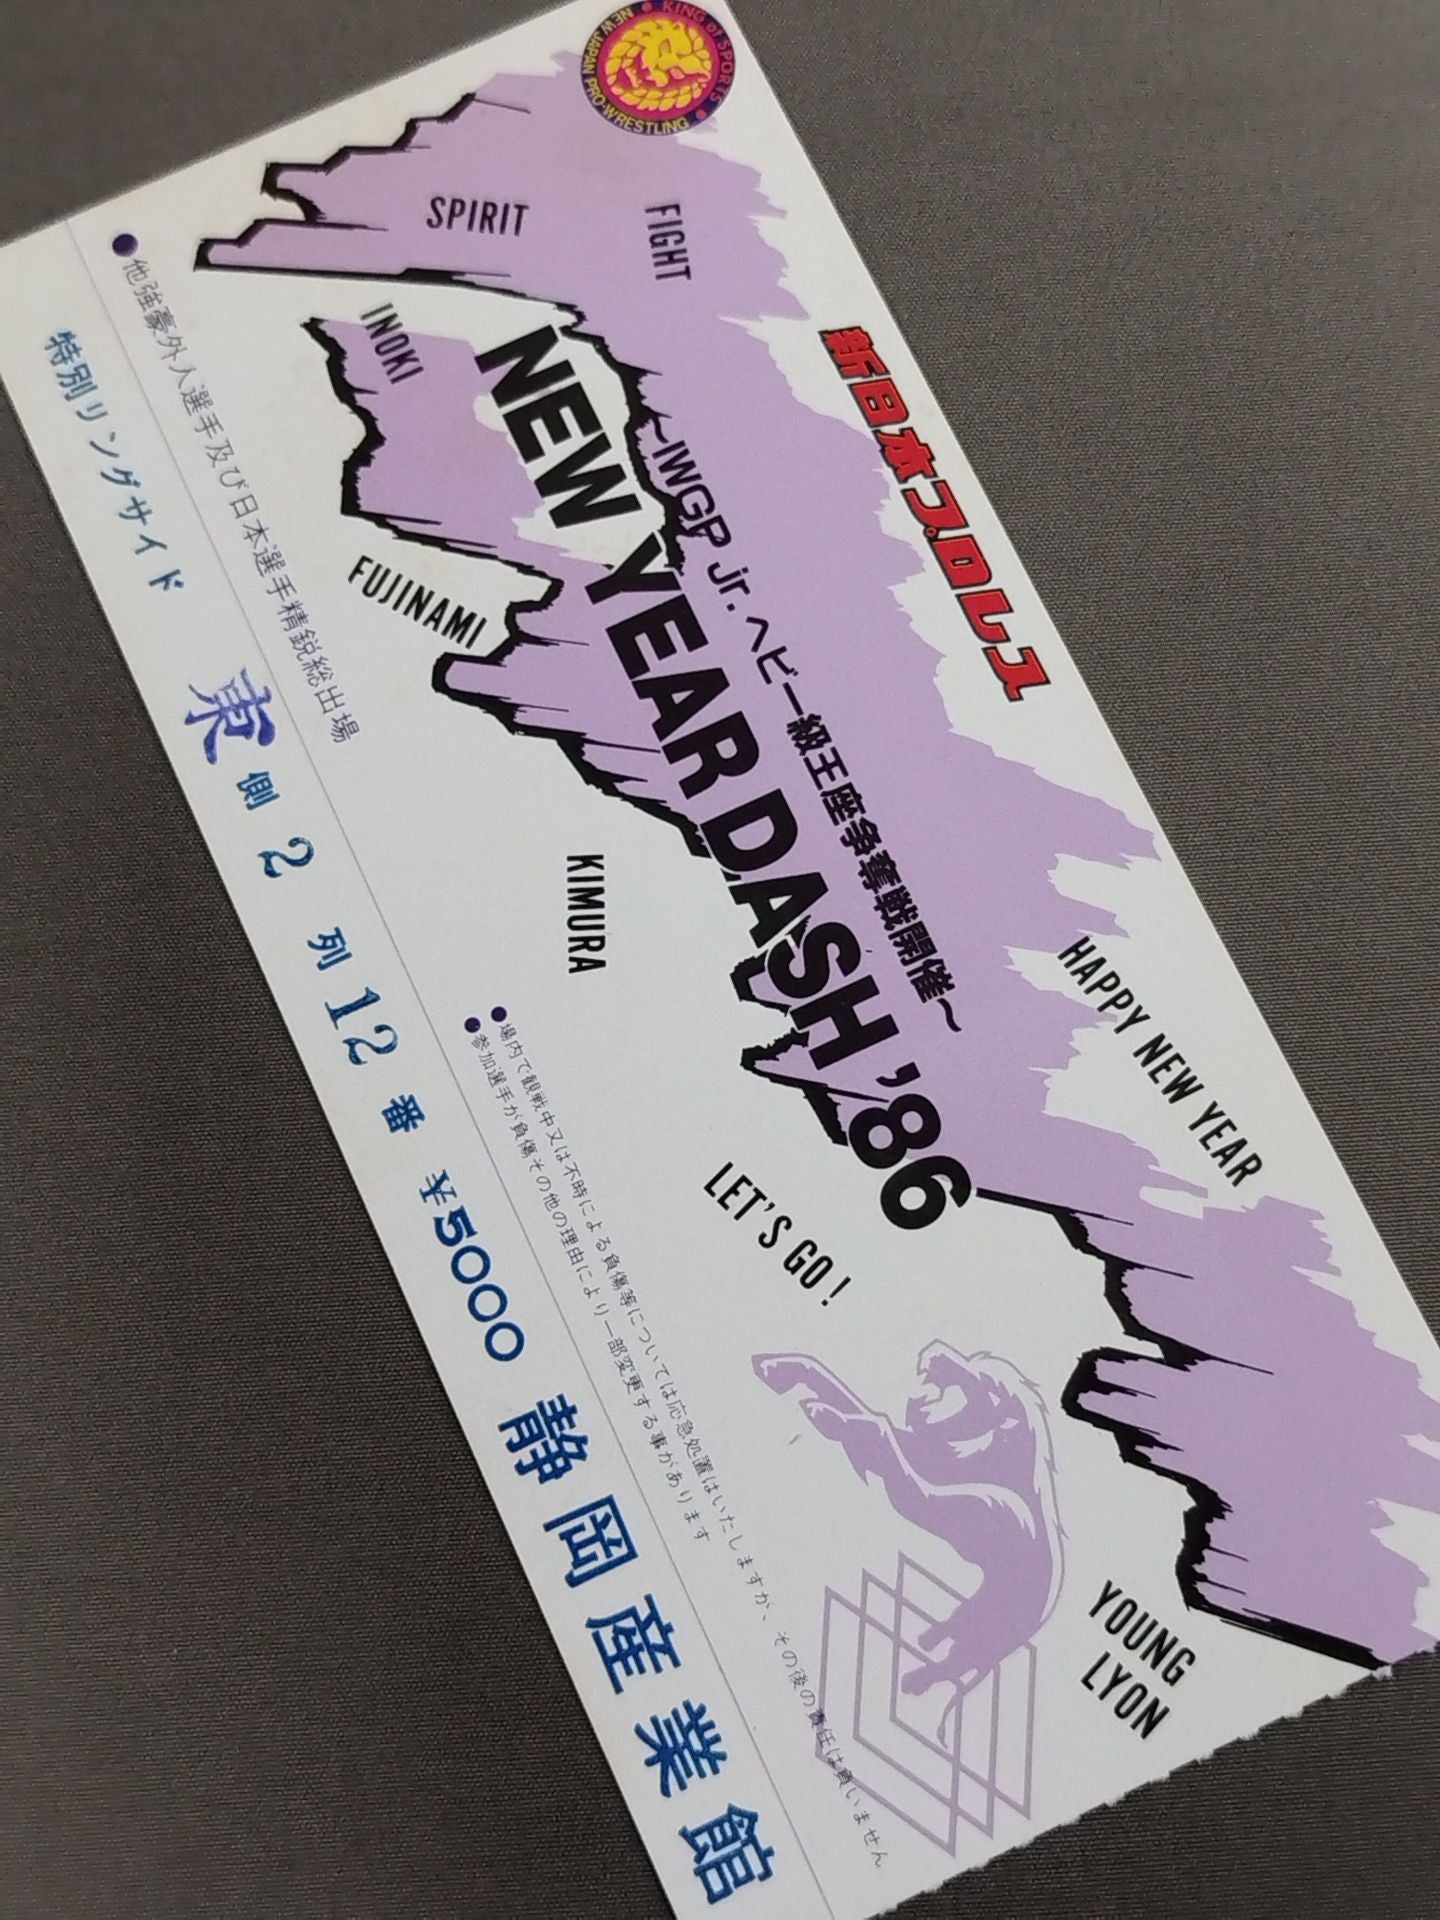 KING of SPORTS
NEW JAPAN PRO-WRESTLING
新日本プロレス
SPIRIT
FIGHT
INOKI
〜IWGP Jr.ヘビー級王座争奪戦開催〜
NEW YEAR DASH '86
FUJINAMI
KIMURA
HAPPY NEW YEAR
LET'S GO!
YOUNG
LYON
●他強豪外人選手及び日本選手精鋭総出場
●場内で観戦中又は不時による負傷等については応急処置はいたしますが、その後の責任は負いません
●参加選手が負傷その他の理由により一部変更する事があります
特別リングサイド 東側 2列 12番 ¥5000 静岡産業館